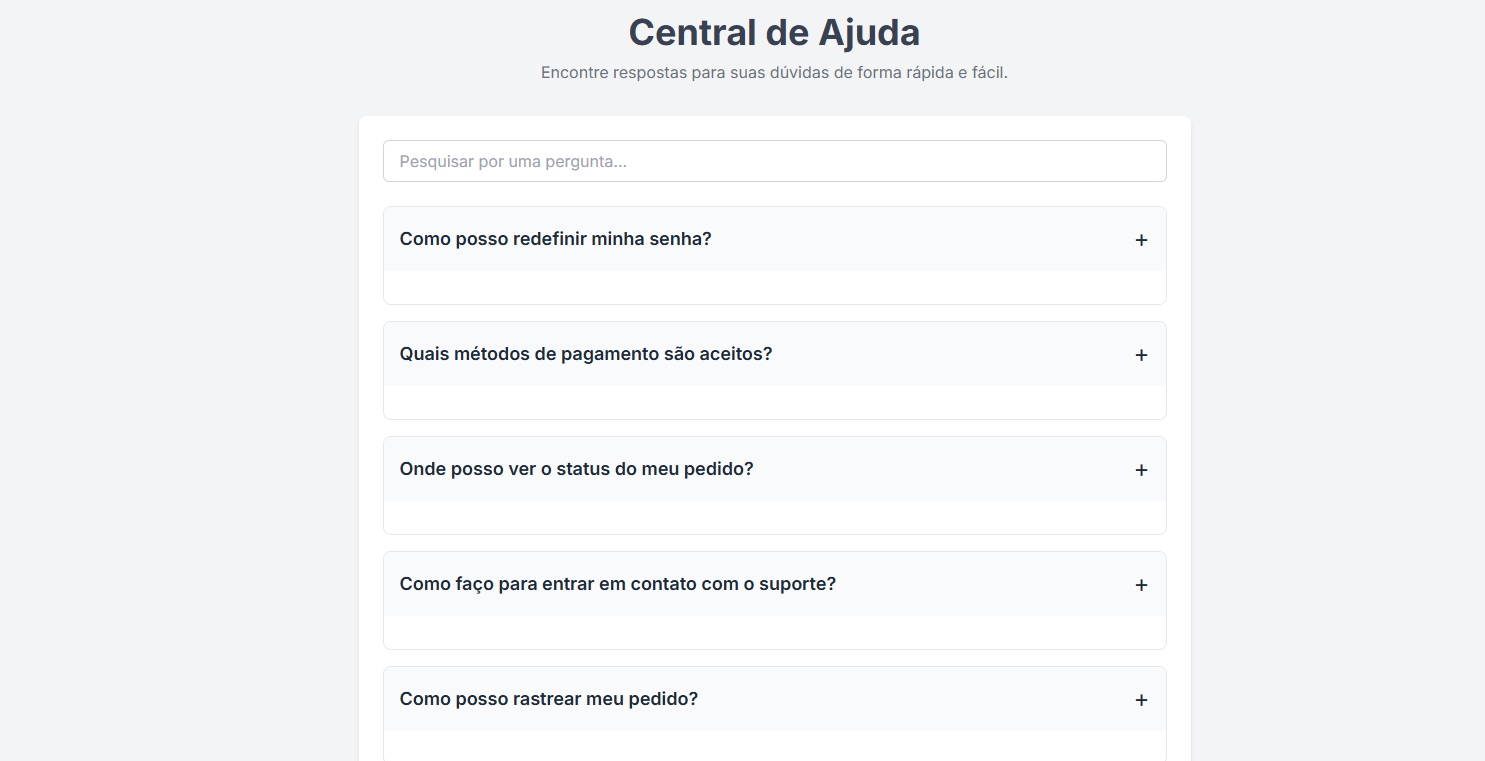 Central de Ajuda
Encontre respostas para suas dúvidas de forma rápida e fácil.
Pesquisar por uma pergunta...
Como posso redefinir minha senha?
+
Quais métodos de pagamento são aceitos?
+
Onde posso ver o status do meu pedido?
+
Como faço para entrar em contato com o suporte?
+
Como posso rastrear meu pedido?
+